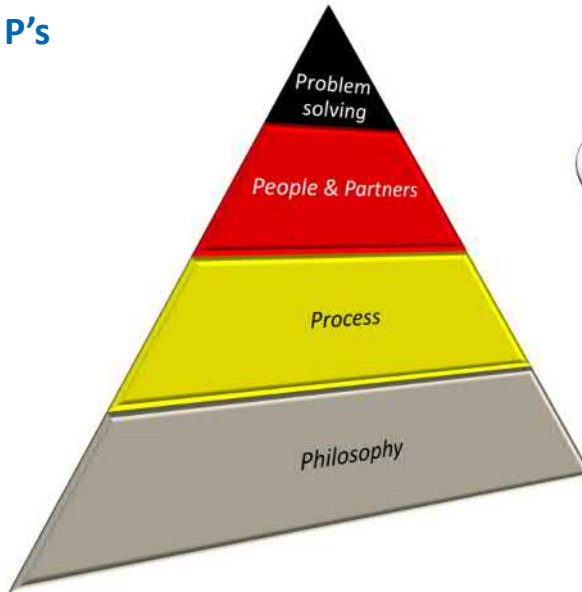 P’s
Problem
solving
People & Partners
Process
Philosophy